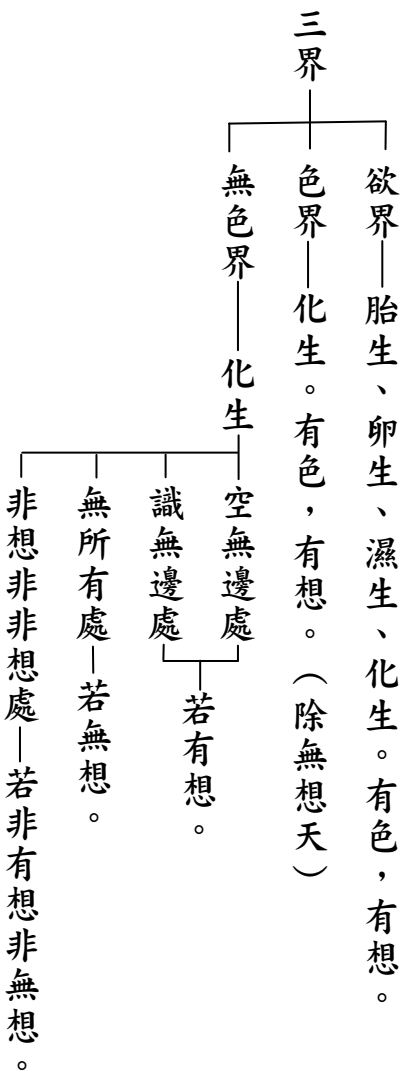 三界
欲界—胎生、卵生、濕生、化生。有色，有想。
色界—化生。有色，有想。（除無想天）
無色界—化生
空無邊處
識無邊處
若有想。
無所有處—若無想。
非想非非想處—若非有想非無想。